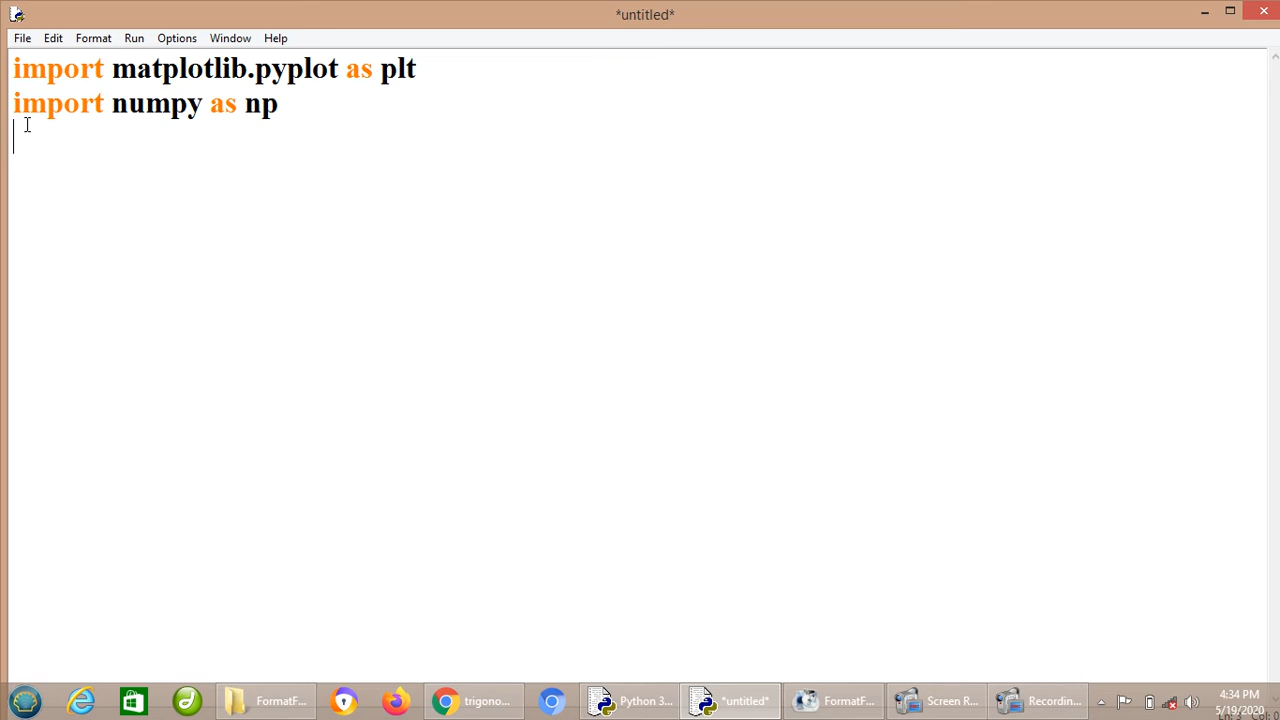 *untitled*
File Edit Format Run Options Window Help
import matplotlib.pyplot as plt
import numpy as np
FormatF... trigono... Python 3... *untitled* FormatF... Screen R... Recordin... 4:34 PM
5/19/2020